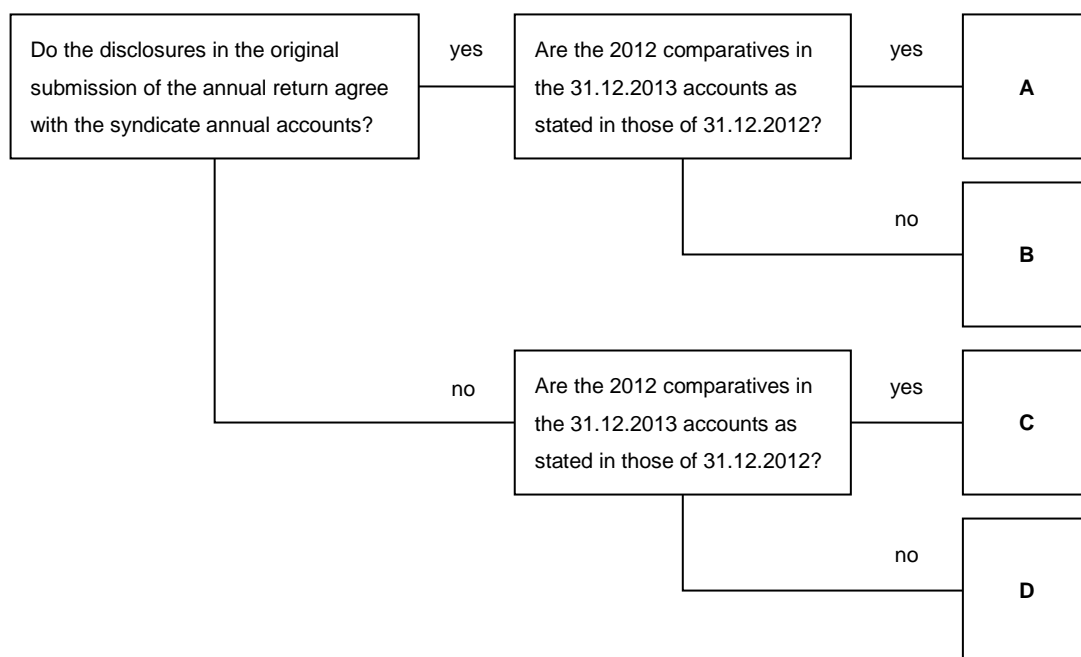 Do the disclosures in the original
submission of the annual return agree
with the syndicate annual accounts?
yes
Are the 2012 comparatives in
the 31.12.2013 accounts as
stated in those of 31.12.2012?
yes
A
no
B
no
Are the 2012 comparatives in
the 31.12.2013 accounts as
stated in those of 31.12.2012?
yes
C
no
D